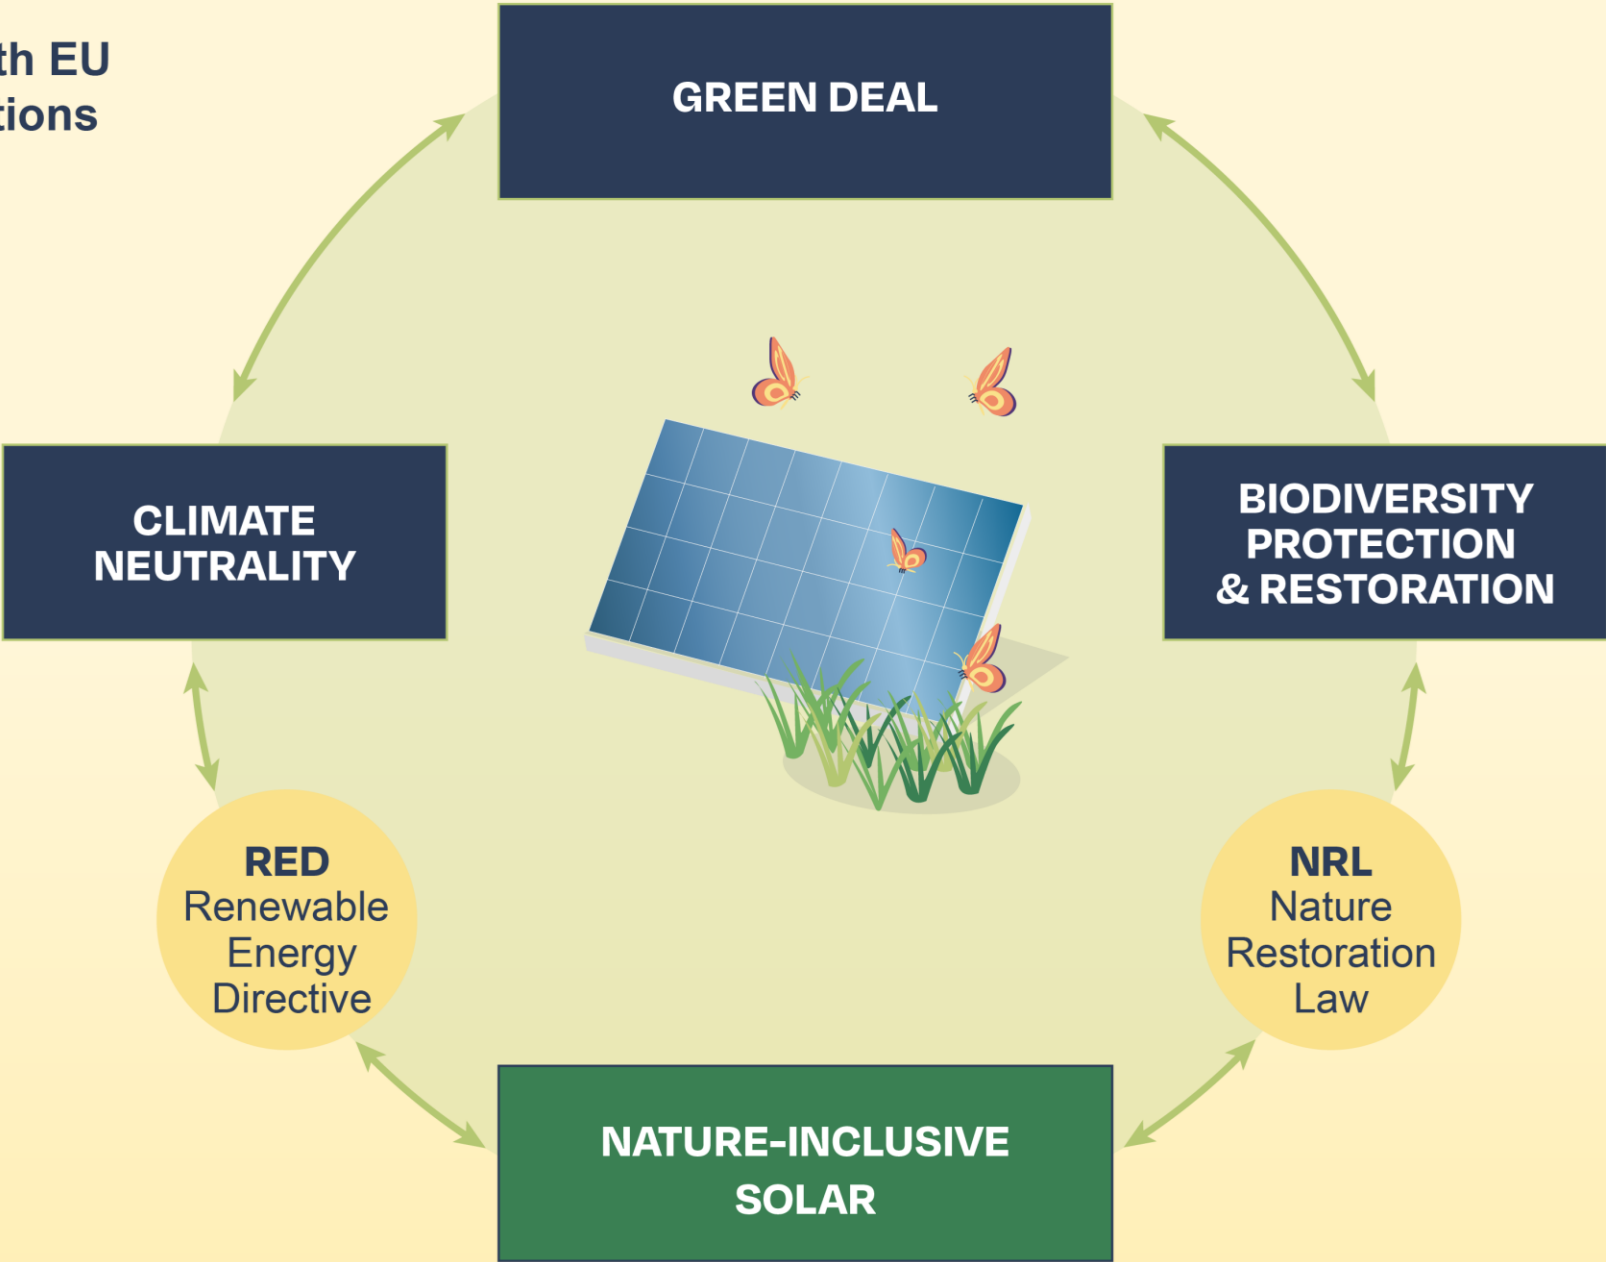 th EU
tions
GREEN DEAL
CLIMATE
NEUTRALITY
BIODIVERSITY
PROTECTION
& RESTORATION
RED
Renewable
Energy
Directive
NRL
Nature
Restoration
Law
NATURE-INCLUSIVE
SOLAR